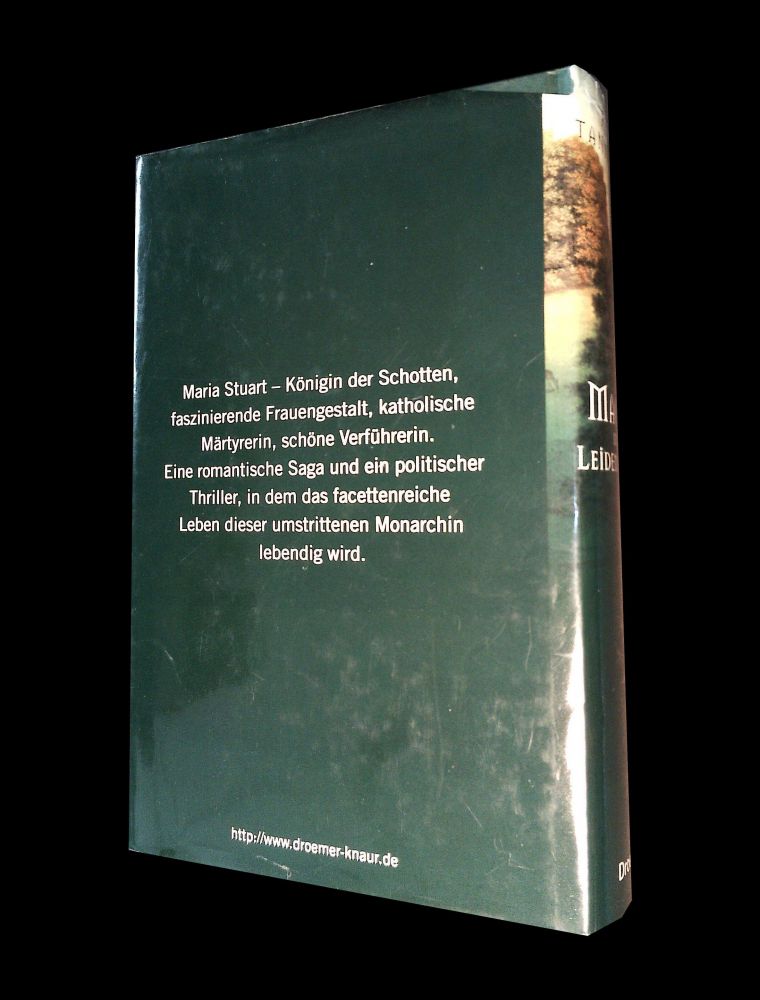 Maria Stuart – Königin der Schotten,
faszinierende Frauengestalt, katholische
Märtyrerin, schöne Verführerin.
Eine romantische Saga und ein politischer
Thriller, in dem das facettenreiche
Leben dieser umstrittenen Monarchin
lebendig wird.
http://www.droemer-knaur.de